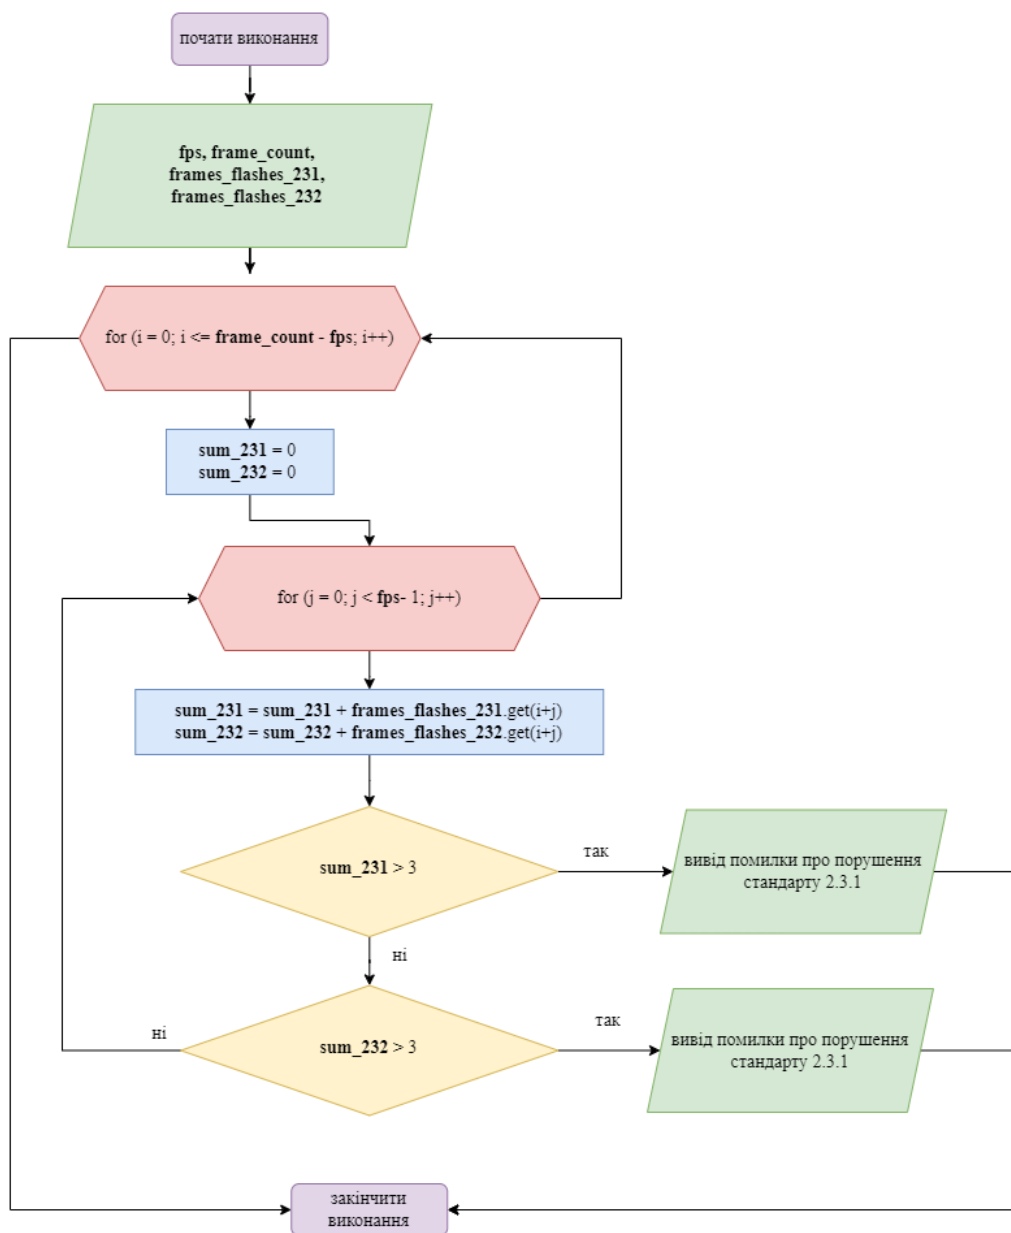 почати виконання
fps, frame_count,
frames_flashes_231,
frames_flashes_232
for (i = 0; i <= frame_count - fps; i++)
sum_231 = 0
sum_232 = 0
for (j = 0; j < fps- 1; j++)
sum_231 = sum_231 + frames_flashes_231.get(i+j)
sum_232 = sum_232 + frames_flashes_232.get(i+j)
sum_231 > 3
так
вивід помилки про порушення
стандарту 2.3.1
ні
sum_232 > 3
ні
так
вивід помилки про порушення
стандарту 2.3.1
закінчити
виконання